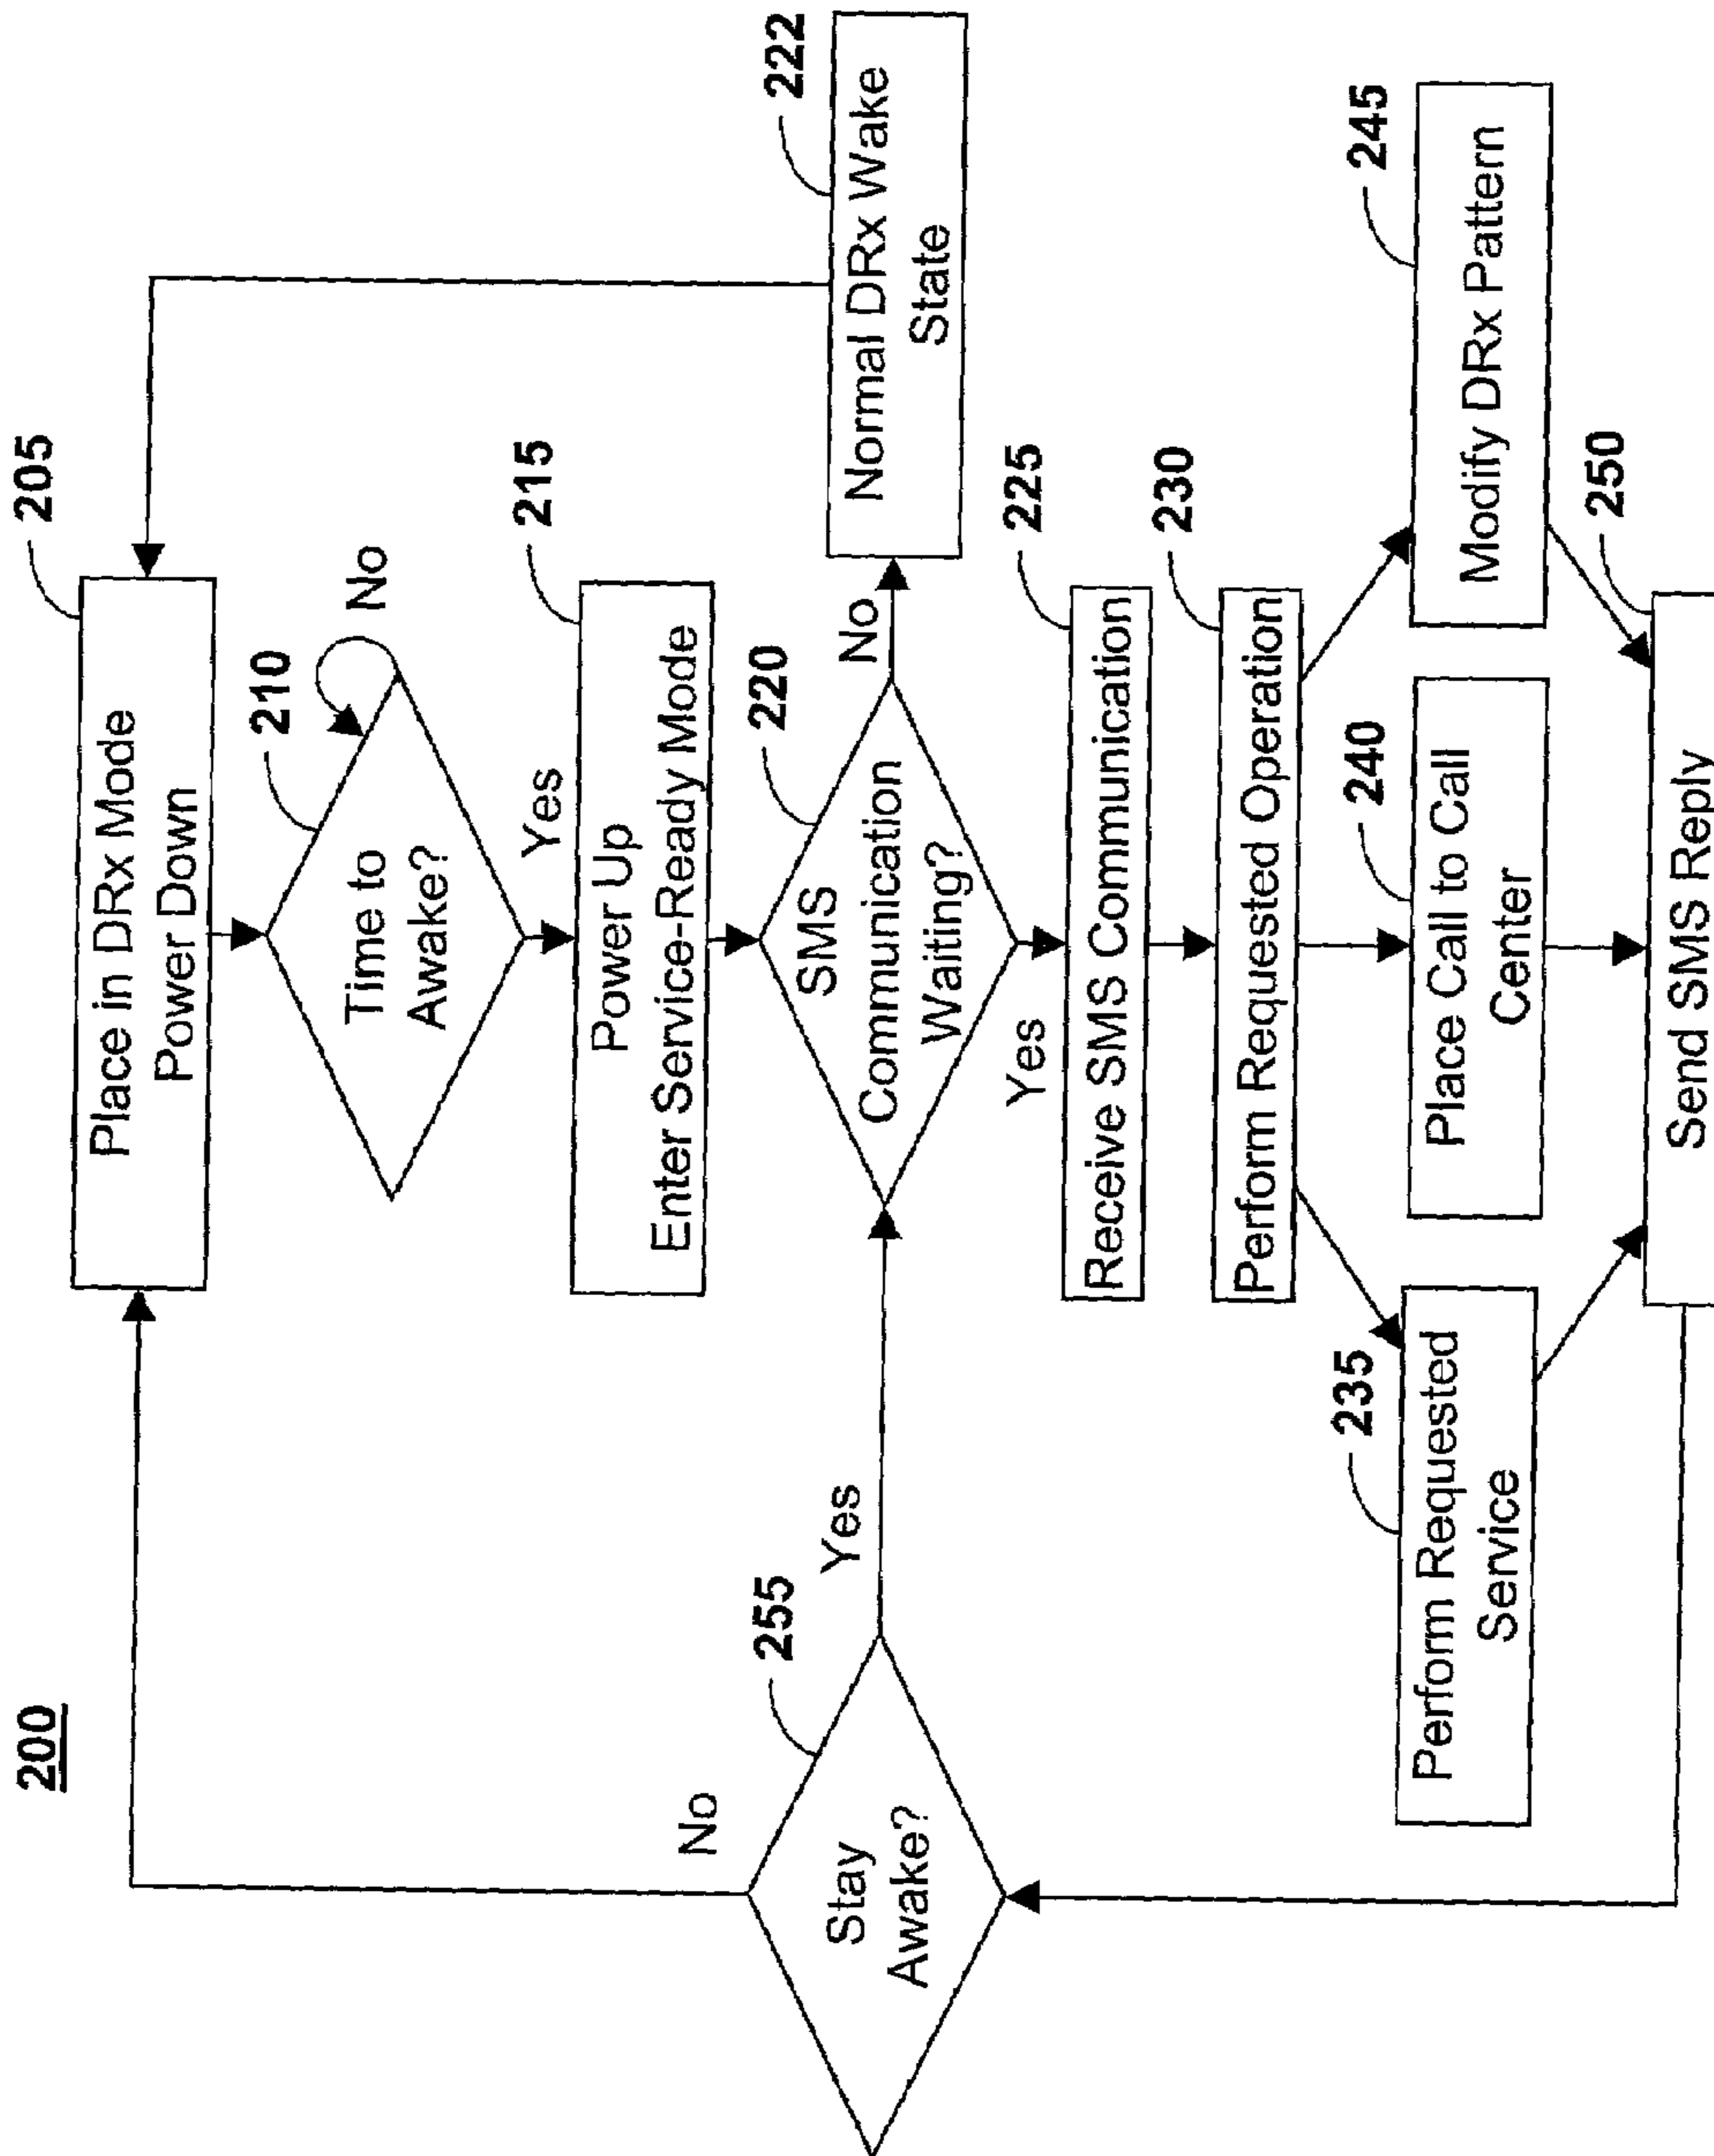 200
205
Place in DRx Mode
Power Down
210
No
Time to
Awake?
Yes
215
Power Up
Enter Service-Ready Mode
220
SMS
Communication
Waiting?
No
222
Normal DRx Wake
State
Yes
225
Receive SMS Communication
230
Perform Requested Operation
235
Perform Requested
Service
240
Place Call to Call
Center
245
Modify DRx Pattern
250
Send SMS Reply
255
Stay
Awake?
No
Yes